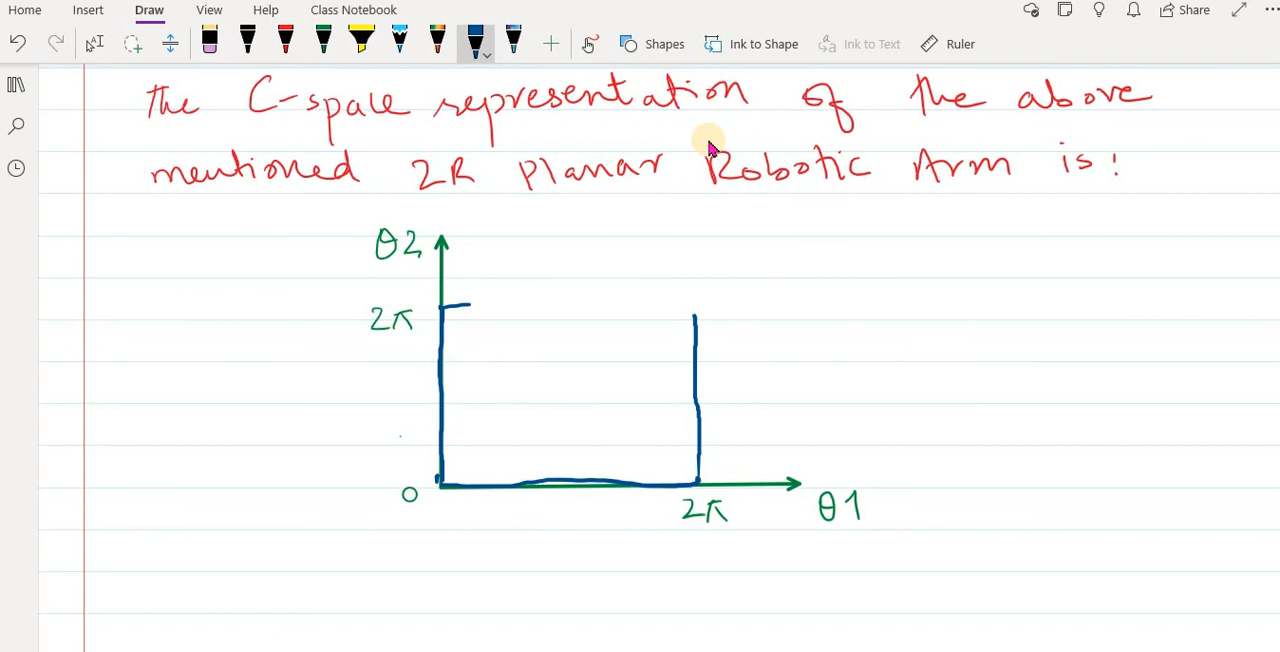 Home Insert Draw View Help Class Notebook Share
Shapes Ink to Shape Ink to Text Ruler
The C-space representation of the above
mentioned 2R planar Robotic Arm is:
θ2
2π
0
2π
θ1